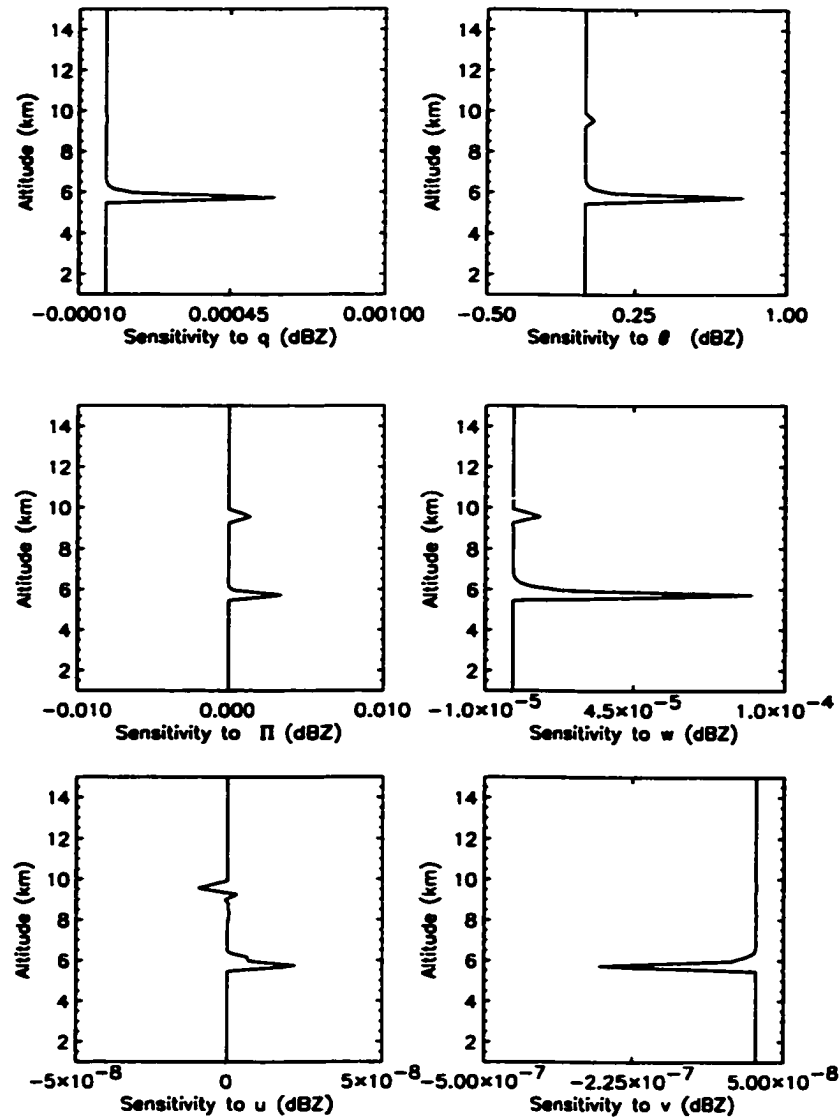 14
12
10
8
6
4
2
Altitude (km)
−0.00010 0.00045 0.00100
Sensitivity to q (dBZ)
14
12
10
8
6
4
2
Altitude (km)
−0.50 0.25 1.00
Sensitivity to θ (dBZ)
14
12
10
8
6
4
2
Altitude (km)
−0.010 0.000 0.010
Sensitivity to Π (dBZ)
14
12
10
8
6
4
2
Altitude (km)
−1.0×10⁻⁵ 4.5×10⁻⁵ 1.0×10⁻⁴
Sensitivity to w (dBZ)
14
12
10
8
6
4
2
Altitude (km)
−5×10⁻⁸ 0 5×10⁻⁸
Sensitivity to u (dBZ)
14
12
10
8
6
4
2
Altitude (km)
−5.00×10⁻⁷ −2.25×10⁻⁷ 5.00×10⁻⁸
Sensitivity to v (dBZ)